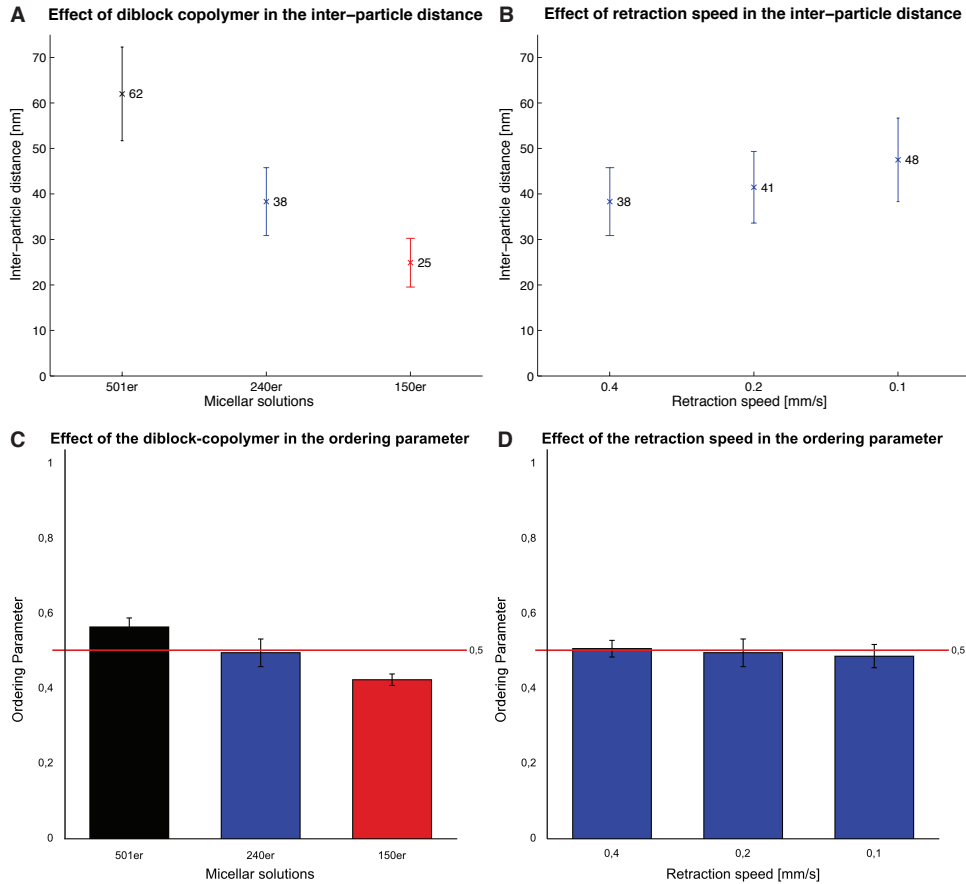 A Effect of diblock copolymer in the inter−particle distance
Inter−particle distance [nm]
70
60
50
40
30
20
10
0
62
38
25
501er 240er 150er
Micellar solutions
B Effect of retraction speed in the inter−particle distance
Inter−particle distance [nm]
70
60
50
40
30
20
10
0
38
41
48
0.4 0.2 0.1
Retraction speed [mm/s]
C Effect of the diblock-copolymer in the ordering parameter
Ordering Parameter
1
0,8
0,6
0,5
0,4
0,2
0
501er 240er 150er
Micellar solutions
D Effect of the retraction speed in the ordering parameter
Ordering Parameter
1
0,8
0,6
0,5
0,4
0,2
0
0,4 0,2 0,1
Retraction speed [mm/s]